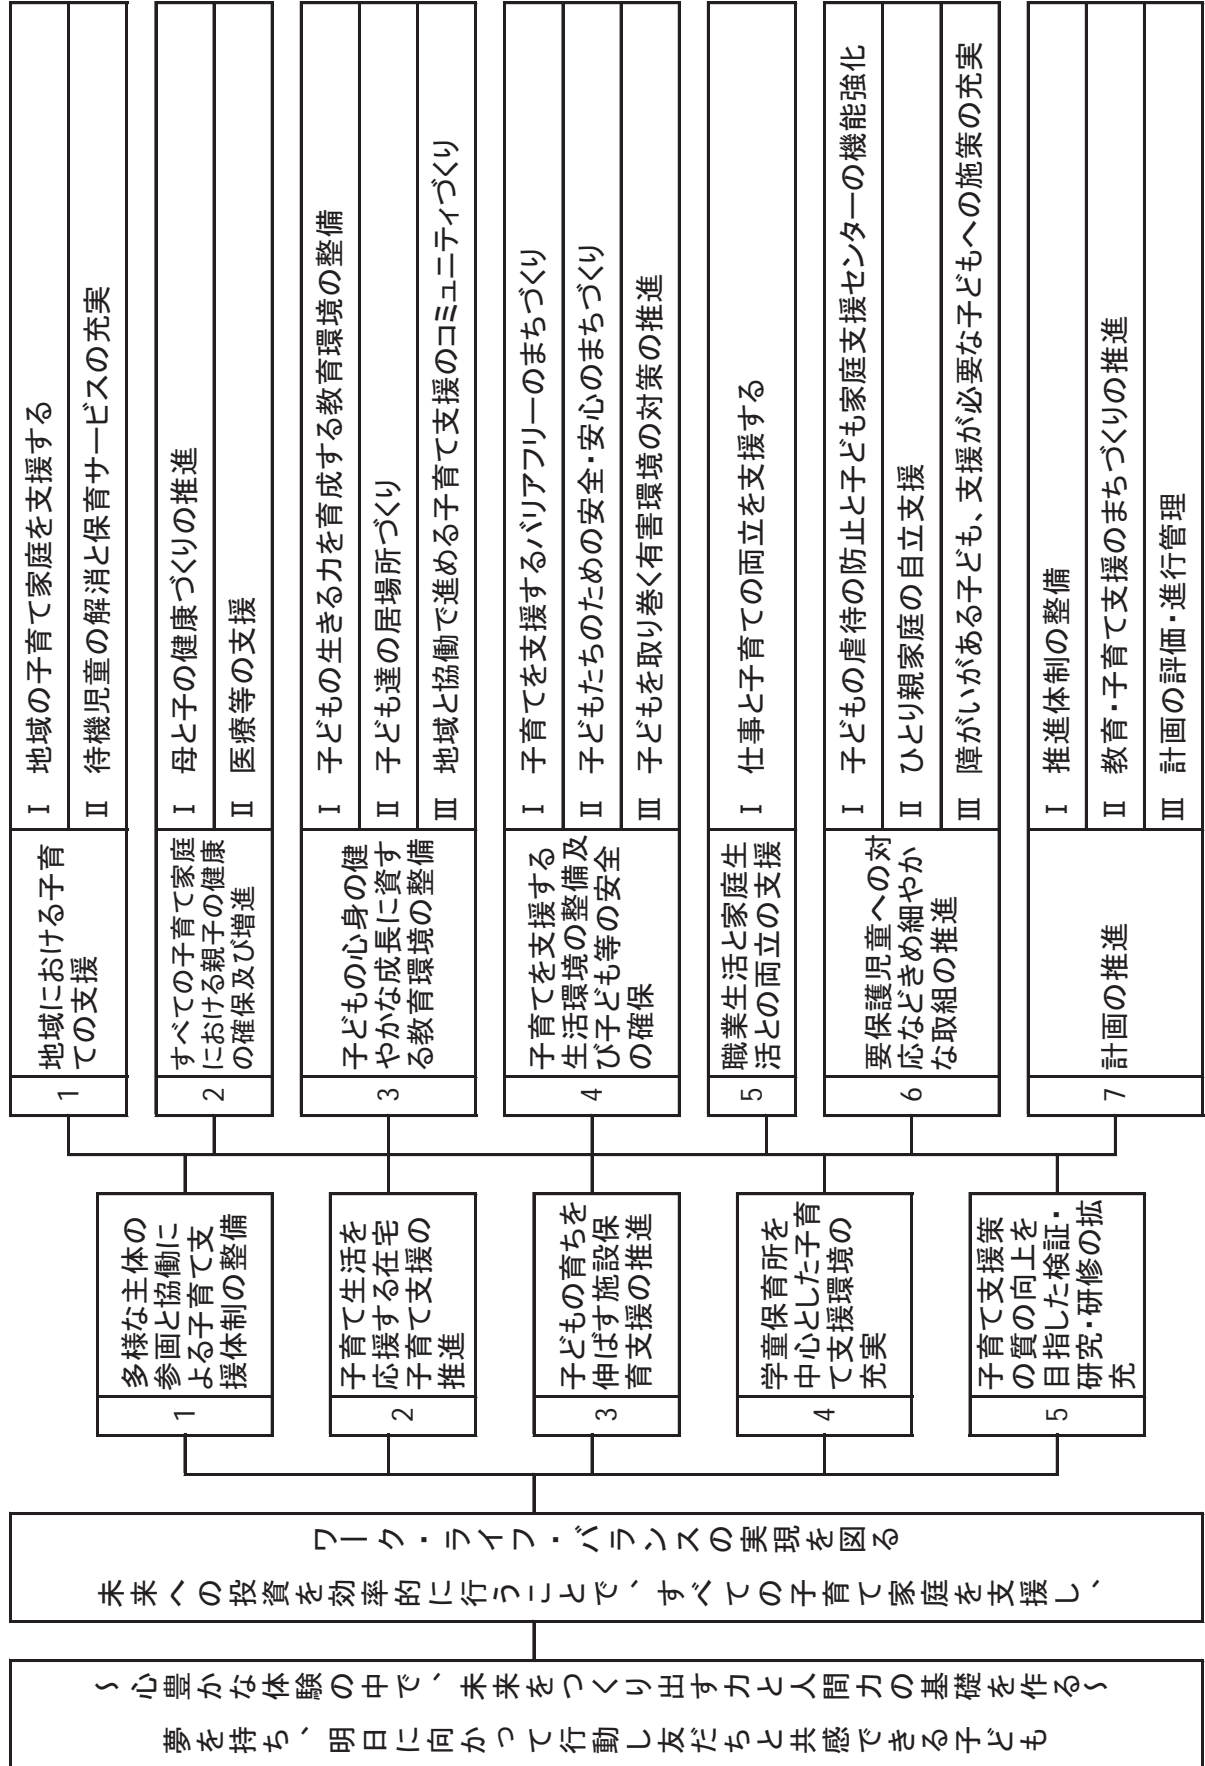 夢を持ち、明日に向かって行動し友だちと共感できる子ども
～心豊かな体験の中で、未来をつくり出す力と人間力の基礎を作る～
未来への投資を効率的に行うことで、すべての子育て家庭を支援し、
ワーク・ライフ・バランスの実現を図る
1
多様な主体の
参画と協働に
よる子育て支
援体制の整備
2
子育て生活を
応援する在宅
子育て支援の
推進
3
子どもの育ちを
伸ばす施設保
育支援の推進
4
学童保育所を
中心とした子育
て支援環境の
充実
5
子育て支援策
の質の向上を
目指した検証・
研究・研修の拡
充
1
地域における子育
ての支援
Ⅰ 地域の子育て家庭を支援する
Ⅱ 待機児童の解消と保育サービスの充実
2
すべての子育て家庭
における親子の健康
の確保及び増進
Ⅰ 母と子の健康づくりの推進
Ⅱ 医療等の支援
3
子どもの心身の健
やかな成長に資す
る教育環境の整備
Ⅰ 子どもの生きる力を育成する教育環境の整備
Ⅱ 子ども達の居場所づくり
Ⅲ 地域と協働で進める子育て支援のコミュニティづくり
4
子育てを支援する
生活環境の整備及
び子ども等の安全
の確保
Ⅰ 子育てを支援するバリアフリーのまちづくり
Ⅱ 子どもたちのための安全・安心のまちづくり
Ⅲ 子どもを取り巻く有害環境の対策の推進
5
職業生活と家庭生
活との両立の支援
Ⅰ 仕事と子育ての両立を支援する
6
要保護児童への対
応などきめ細やか
な取組の推進
Ⅰ 子どもの虐待の防止と子ども家庭支援センターの機能強化
Ⅱ ひとり親家庭の自立支援
Ⅲ 障がいがある子ども、支援が必要な子どもへの施策の充実
7
計画の推進
Ⅰ 推進体制の整備
Ⅱ 教育・子育て支援のまちづくりの推進
Ⅲ 計画の評価・進行管理